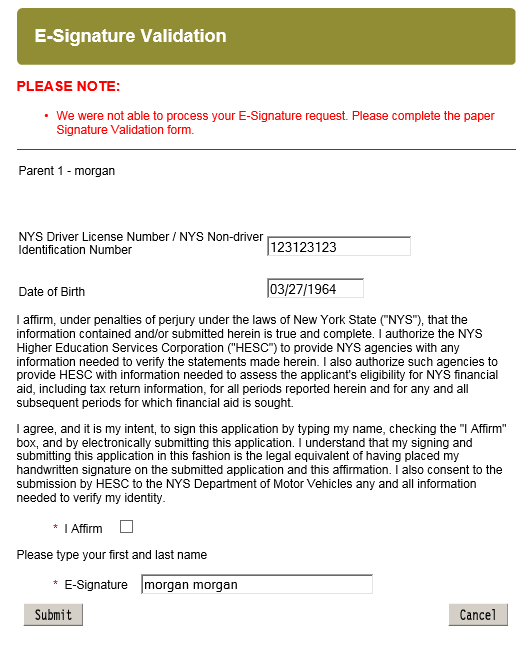 E-Signature Validation
PLEASE NOTE:
• We were not able to process your E-Signature request. Please complete the paper
Signature Validation form.
Parent 1 - morgan
NYS Driver License Number / NYS Non-driver
Identification Number
123123123
Date of Birth
03/27/1964
I affirm, under penalties of perjury under the laws of New York State ("NYS"), that the
information contained and/or submitted herein is true and complete. I authorize the NYS
Higher Education Services Corporation ("HESC") to provide NYS agencies with any
information needed to verify the statements made herein. I also authorize such agencies to
provide HESC with information needed to assess the applicant's eligibility for NYS financial
aid, including tax return information, for all periods reported herein and for any and all
subsequent periods for which financial aid is sought.
I agree, and it is my intent, to sign this application by typing my name, checking the "I Affirm"
box, and by electronically submitting this application. I understand that my signing and
submitting this application in this fashion is the legal equivalent of having placed my
handwritten signature on the submitted application and this affirmation. I also consent to the
submission by HESC to the NYS Department of Motor Vehicles any and all information
needed to verify my identity.
* I Affirm
Please type your first and last name
* E-Signature morgan morgan
Submit Cancel